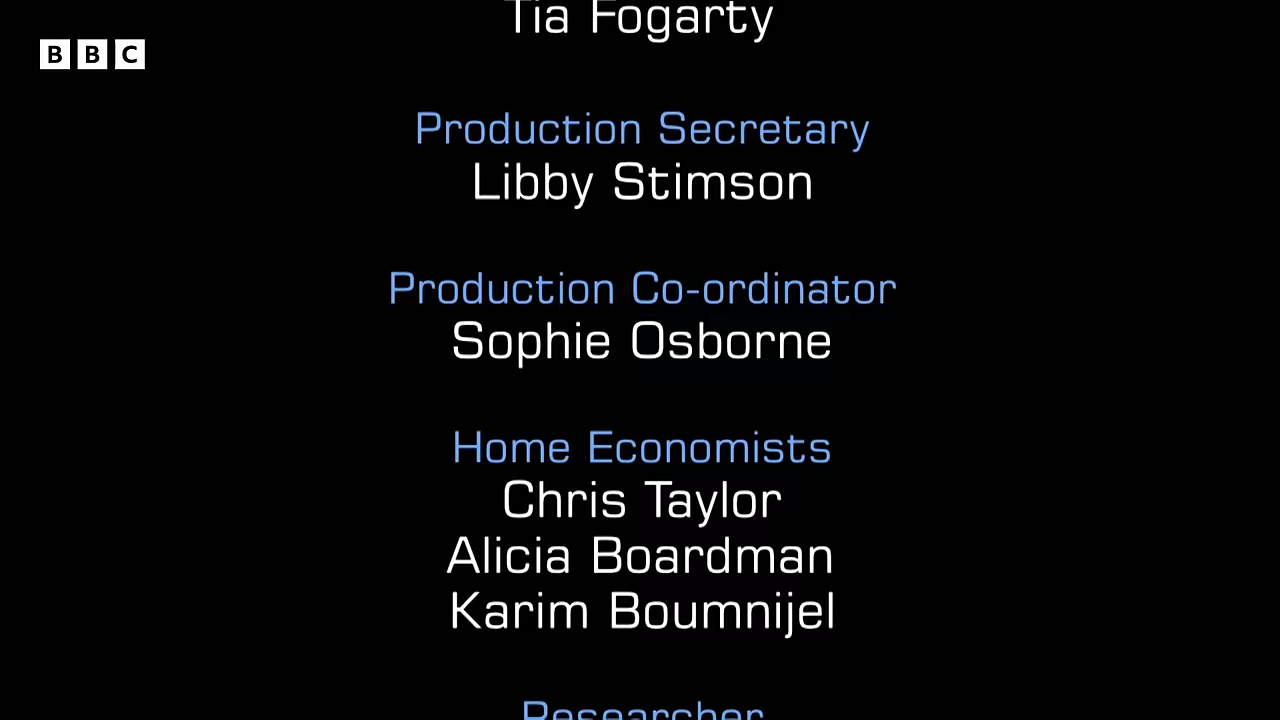 Tia Fogarty
BBC
Production Secretary
Libby Stimson
Production Co-ordinator
Sophie Osborne
Home Economists
Chris Taylor
Alicia Boardman
Karim Boumnijel
Researcher